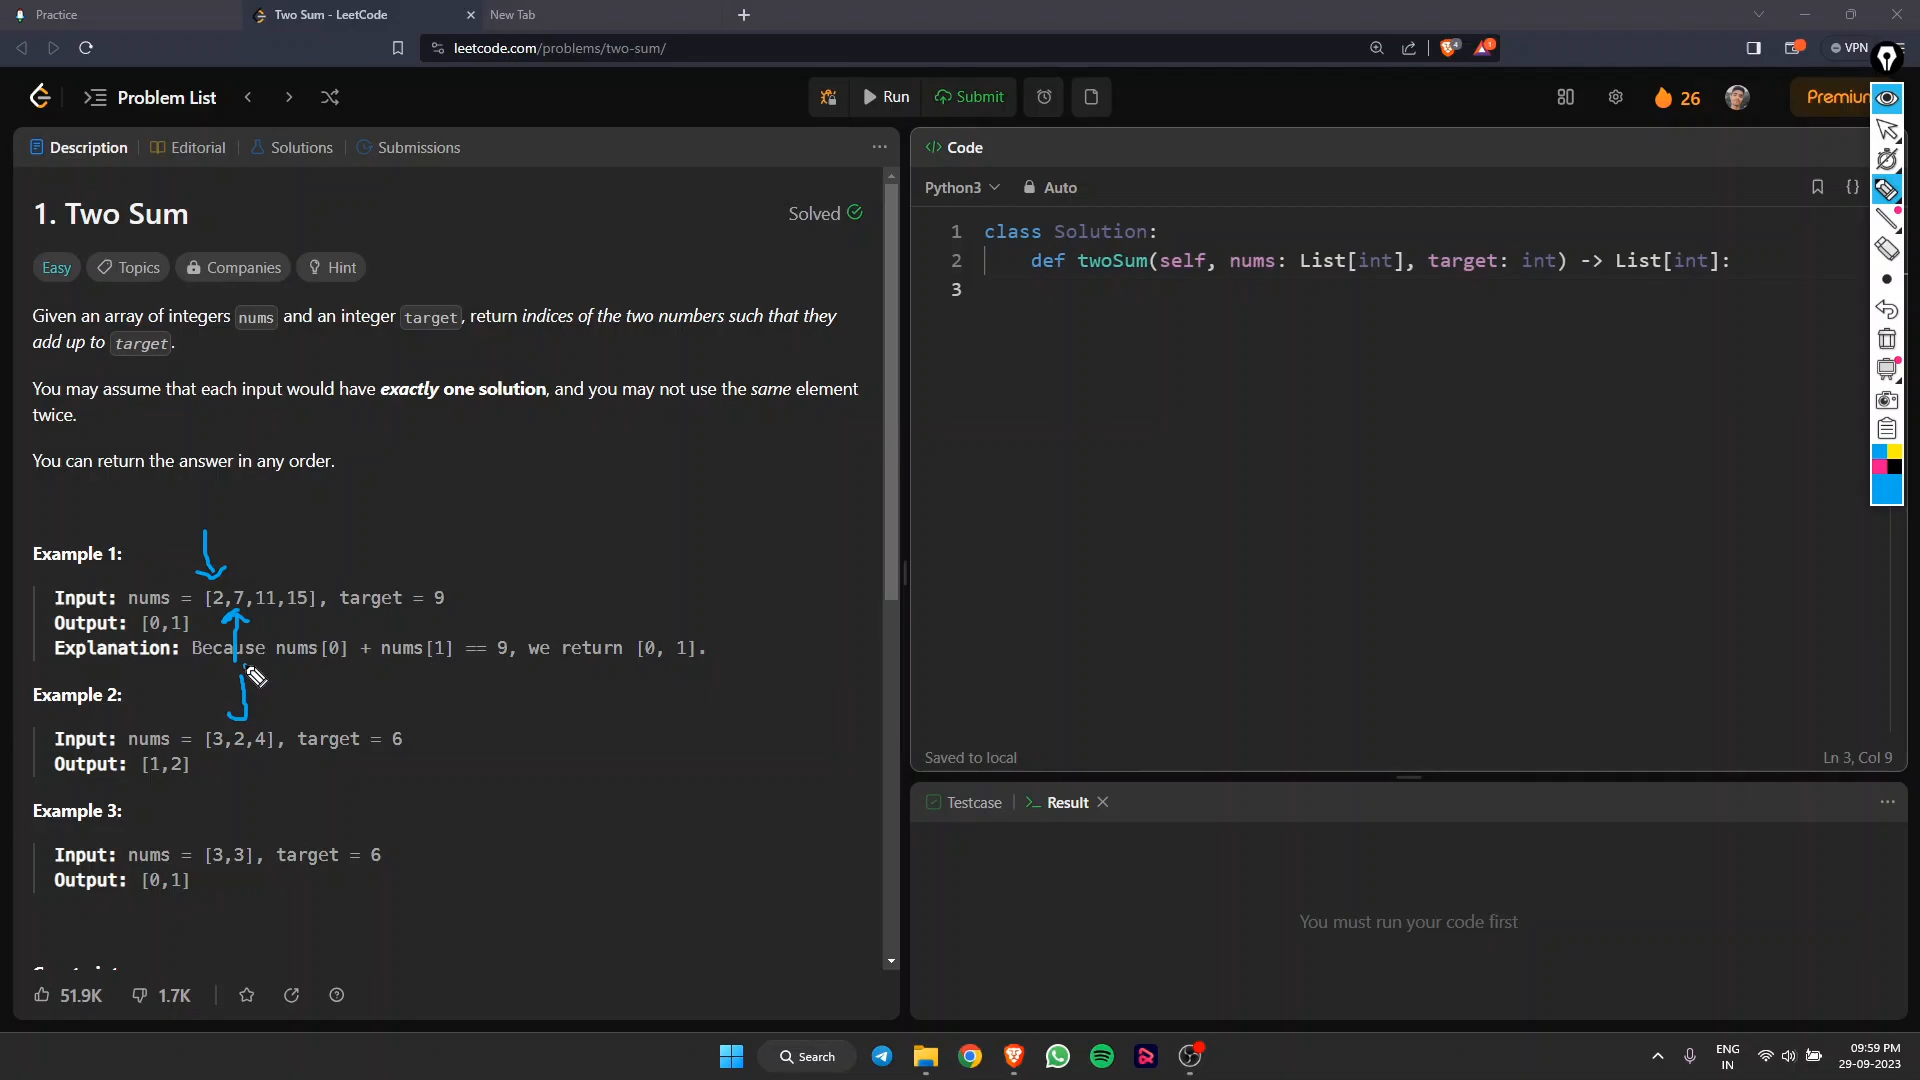 Practice
Two Sum - LeetCode
New Tab
leetcode.com/problems/two-sum/
4
1
VPN
Problem List
Run
Submit
26
Premium
Description
Editorial
Solutions
Submissions
1. Two Sum
Solved
Easy
Topics
Companies
Hint
Given an array of integers nums and an integer target, return indices of the two numbers such that they
add up to target.
You may assume that each input would have exactly one solution, and you may not use the same element
twice.
You can return the answer in any order.
Example 1:
Input: nums = [2,7,11,15], target = 9
Output: [0,1]
Explanation: Because nums[0] + nums[1] == 9, we return [0, 1].
Example 2:
Input: nums = [3,2,4], target = 6
Output: [1,2]
Example 3:
Input: nums = [3,3], target = 6
Output: [0,1]
51.9K
1.7K
</> Code
Python3
Auto
{}
1 class Solution:
2 def twoSum(self, nums: List[int], target: int) -> List[int]:
3
Saved to local
Ln 3, Col 9
Testcase
Result
You must run your code first
Search
ENG
IN
09:59 PM
29-09-2023